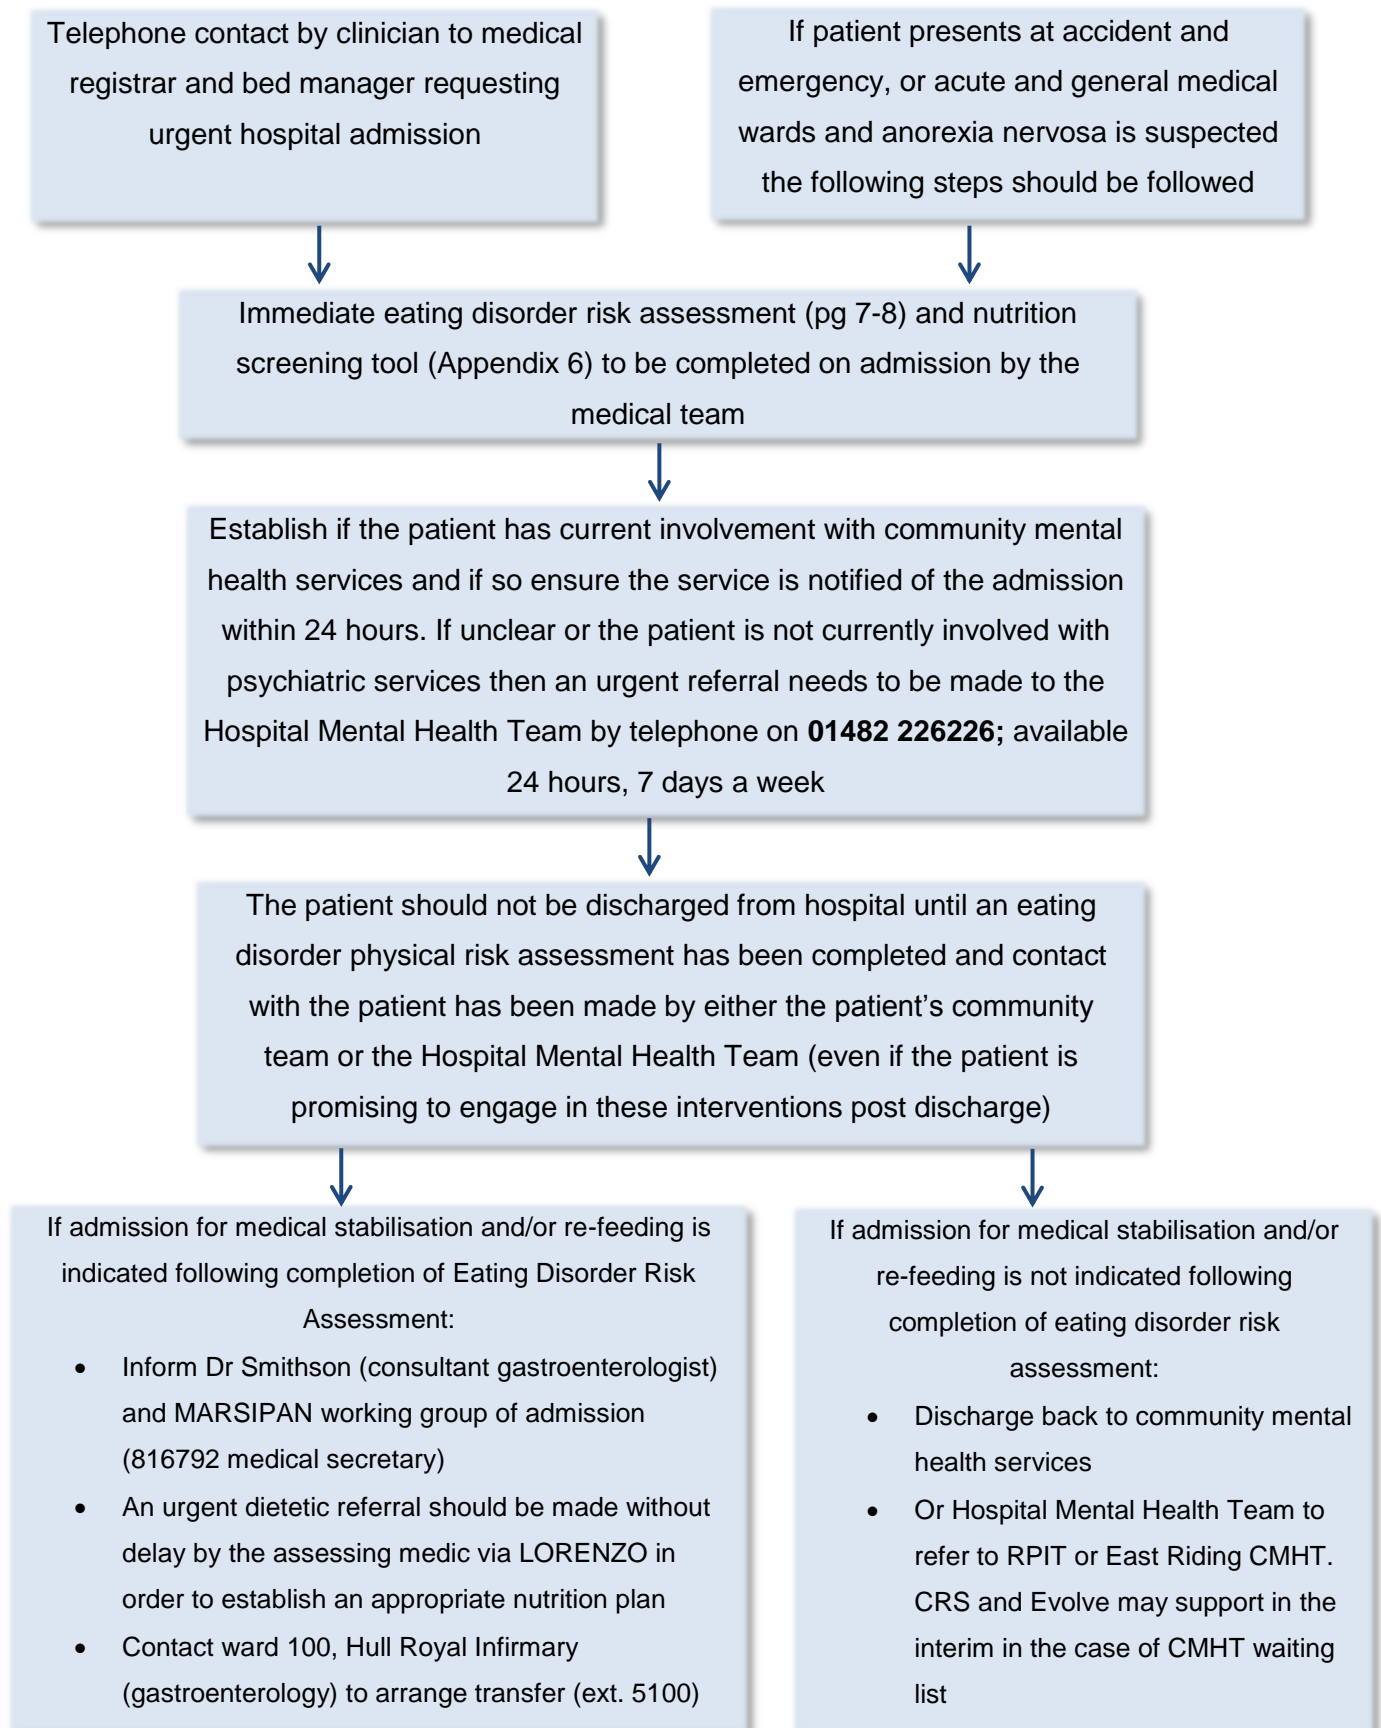 Telephone contact by clinician to medical
registrar and bed manager requesting
urgent hospital admission
If patient presents at accident and
emergency, or acute and general medical
wards and anorexia nervosa is suspected
the following steps should be followed
Immediate eating disorder risk assessment (pg 7-8) and nutrition
screening tool (Appendix 6) to be completed on admission by the
medical team
Establish if the patient has current involvement with community mental
health services and if so ensure the service is notified of the admission
within 24 hours. If unclear or the patient is not currently involved with
psychiatric services then an urgent referral needs to be made to the
Hospital Mental Health Team by telephone on 01482 226226; available
24 hours, 7 days a week
The patient should not be discharged from hospital until an eating
disorder physical risk assessment has been completed and contact
with the patient has been made by either the patient’s community
team or the Hospital Mental Health Team (even if the patient is
promising to engage in these interventions post discharge)
If admission for medical stabilisation and/or re-feeding is
indicated following completion of Eating Disorder Risk
Assessment:
• Inform Dr Smithson (consultant gastroenterologist)
and MARSIPAN working group of admission
(816792 medical secretary)
• An urgent dietetic referral should be made without
delay by the assessing medic via LORENZO in
order to establish an appropriate nutrition plan
• Contact ward 100, Hull Royal Infirmary
(gastroenterology) to arrange transfer (ext. 5100)
If admission for medical stabilisation and/or
re-feeding is not indicated following
completion of eating disorder risk
assessment:
• Discharge back to community mental
health services
• Or Hospital Mental Health Team to
refer to RPIT or East Riding CMHT.
CRS and Evolve may support in the
interim in the case of CMHT waiting
list